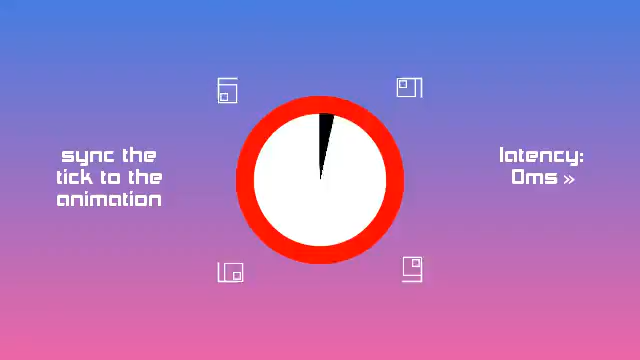 sync the
tick to the
animation
latency:
0ms »